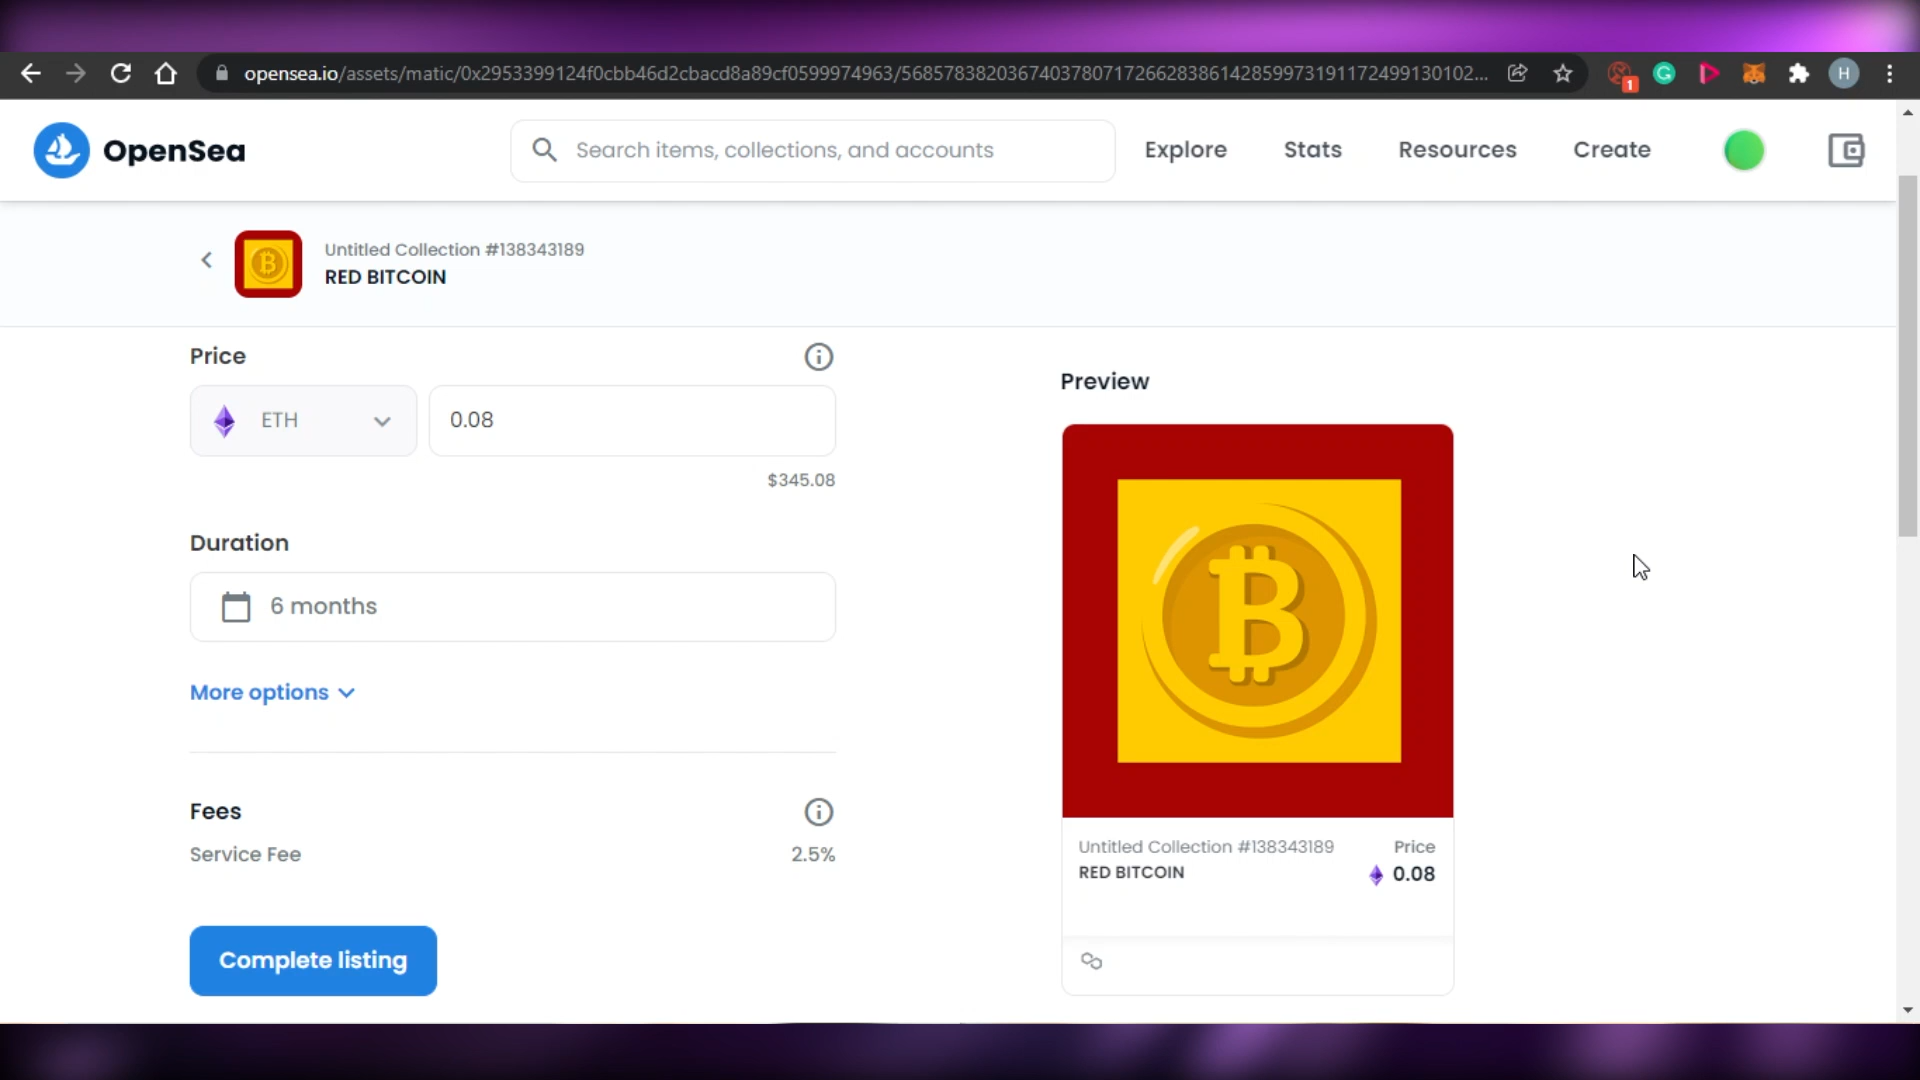 opensea.io/assets/matic/0x2953399124f0cbb46d2cbacd8a89cf0599974963/56857838203674037807172662838614285997319117249913010​2...
1
H
OpenSea
Search items, collections, and accounts
Explore
Stats
Resources
Create
Untitled Collection #138343189
RED BITCOIN
Price
ETH
0.08
$345.08
Duration
6 months
More options
Fees
Service Fee
2.5%
Complete listing
Preview
Untitled Collection #138343189
Price
RED BITCOIN
0.08